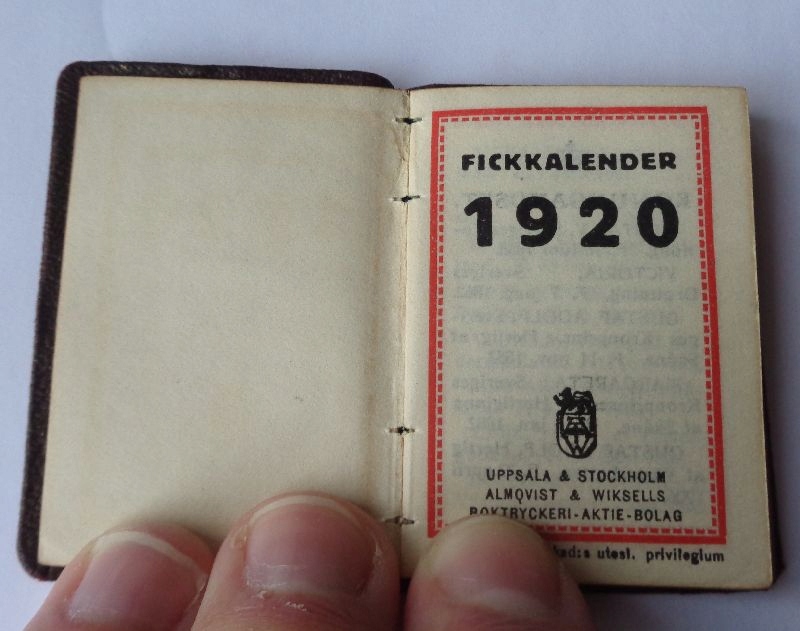 FICKKALENDER
1920
UPPSALA & STOCKHOLM
ALMQVIST & WIKSELLS
BOKTRYCKERI-AKTIE-BOLAG
utesl. privilegium